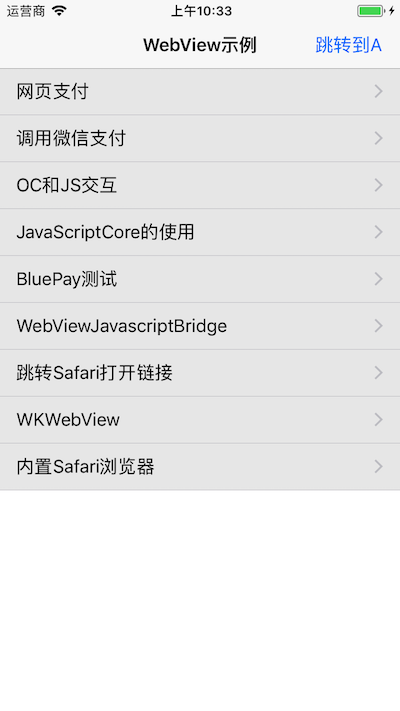 运营商 上午10:33
WebView示例 跳转到A
网页支付
调用微信支付
OC和JS交互
JavaScriptCore的使用
BluePay测试
WebViewJavascriptBridge
跳转Safari打开链接
WKWebView
内置Safari浏览器